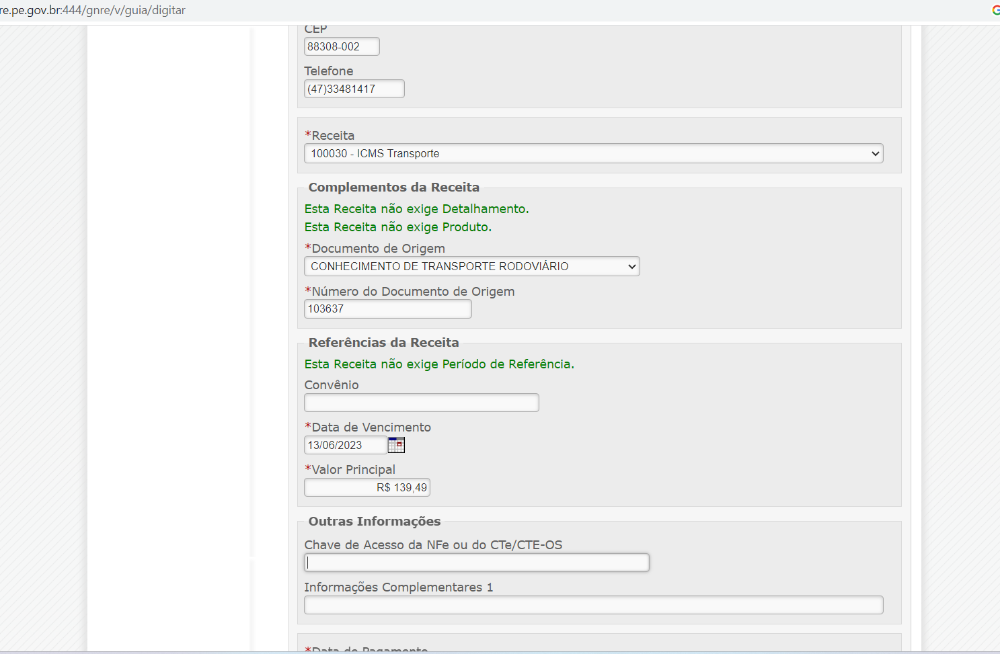 re.pe.gov.br:444/gnre/v/guia/digitar
CEP
88308-002
Telefone
(47)33481417
*Receita
100030 - ICMS Transporte
Complementos da Receita
Esta Receita não exige Detalhamento.
Esta Receita não exige Produto.
*Documento de Origem
CONHECIMENTO DE TRANSPORTE RODOVIÁRIO
*Número do Documento de Origem
103637
Referências da Receita
Esta Receita não exige Período de Referência.
Convênio
*Data de Vencimento
13/06/2023
*Valor Principal
R$ 139,49
Outras Informações
Chave de Acesso da NFe ou do CTe/CTE-OS
Informações Complementares 1
*Data de Pagamento